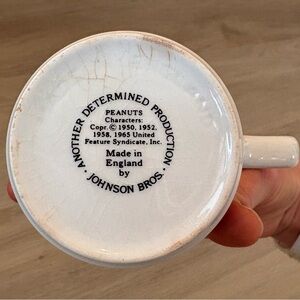 ANOTHER DETERMINED PRODUCTION
PEANUTS
Characters:
Copr. © 1950, 1952,
1958, 1965 United
Feature Syndicate, Inc.
Made in
England
by
· JOHNSON BROS. ·